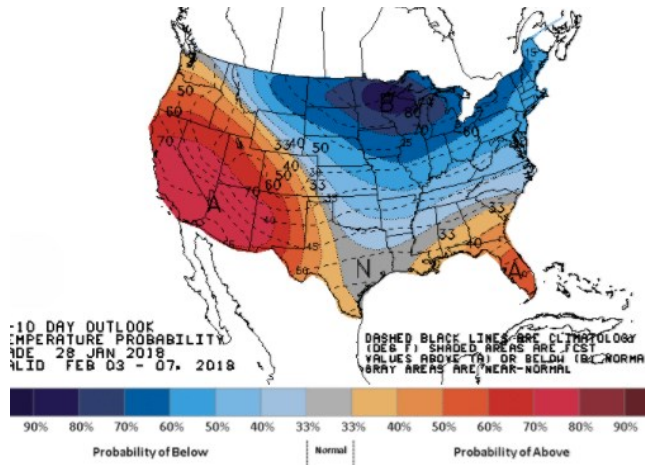 50
70
33
40
50
40
50
60
33
70
A
40
45
50
B
80
70
60
15
N
33
33
40
A
-10 DAY OUTLOOK
EMPERATURE PROBABILITY
ADE 28 JAN 2018
ALID FEB 03 - 07, 2018
DASHED BLACK LINES ARE CLIMATOLOGY
(DEG F) SHADED AREAS ARE FCST
VALUES ABOVE (A) OR BELOW (B) NORMA
GRAY AREAS ARE NEAR-NORMAL
90% 80% 70% 60% 50% 40% 33% 33% 40% 50% 60% 70% 80% 90%
Probability of Below Normal Probability of Above